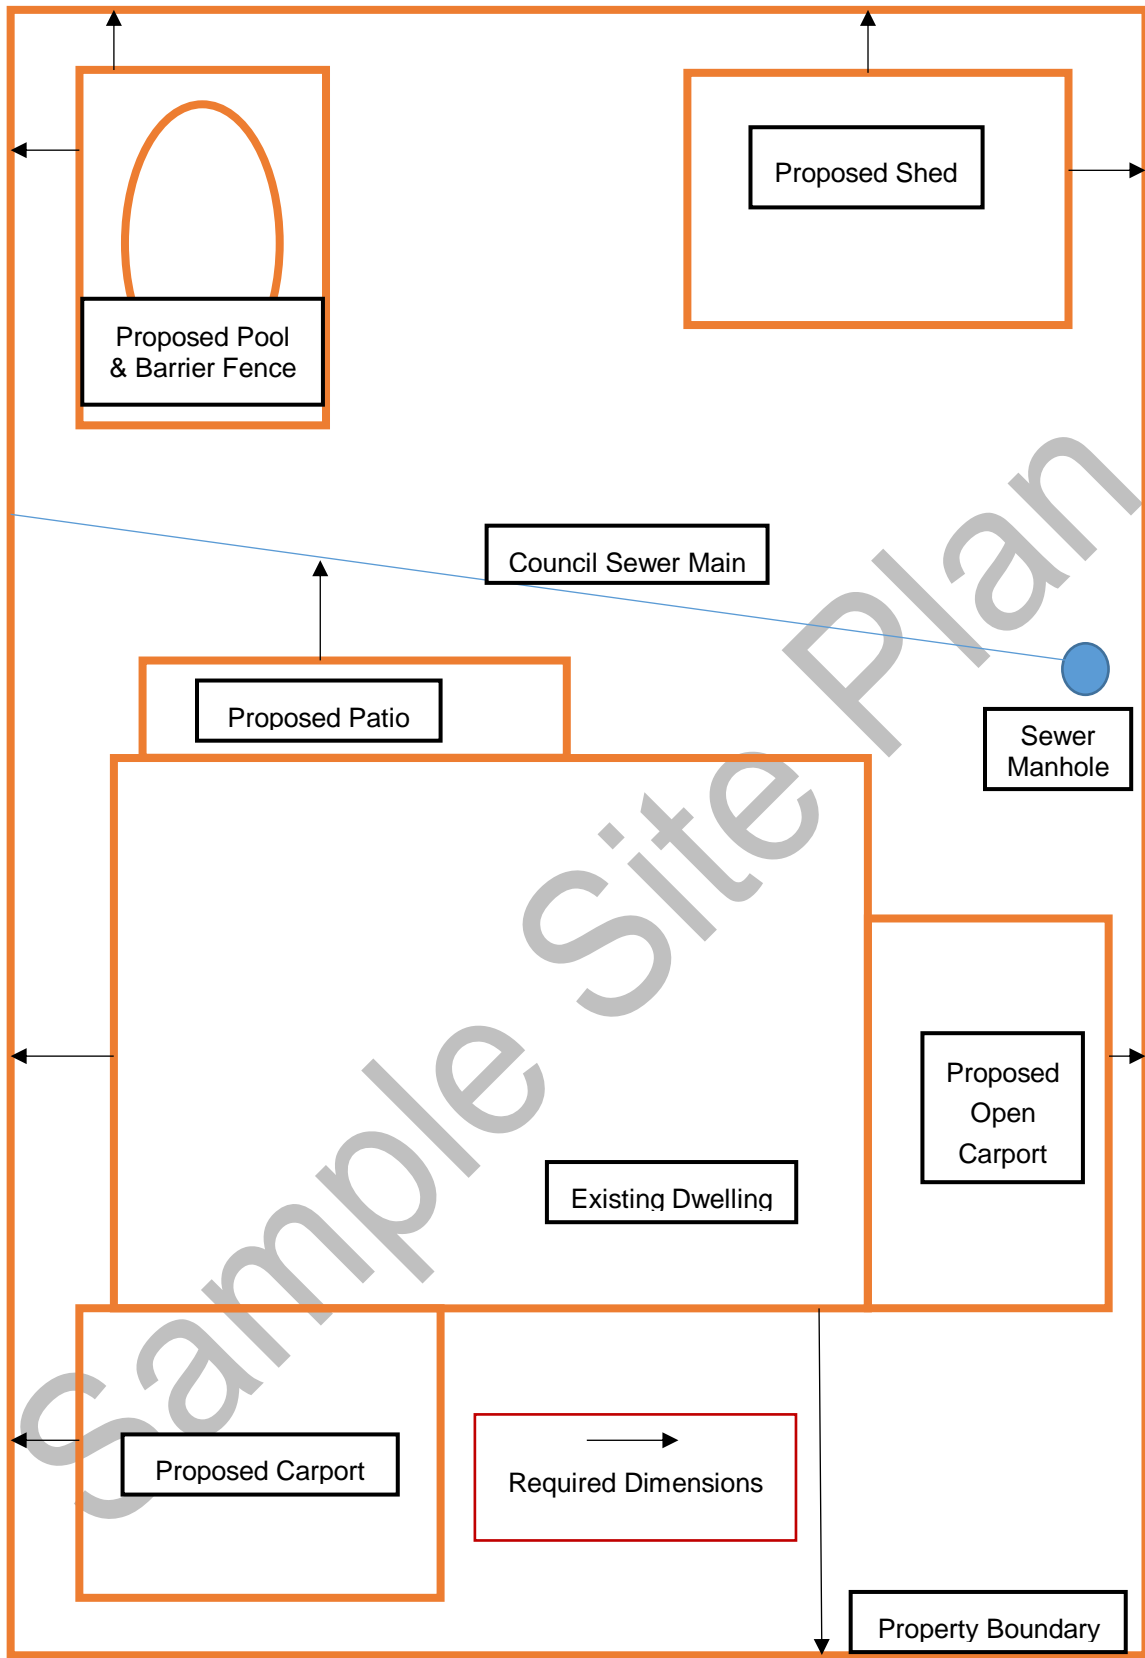 Proposed Shed
Proposed Pool
& Barrier Fence
Council Sewer Main
Proposed Patio
Sewer
Manhole
Proposed
Open
Carport
Existing Dwelling
Proposed Carport
Required Dimensions
Property Boundary
Sample Site Plan